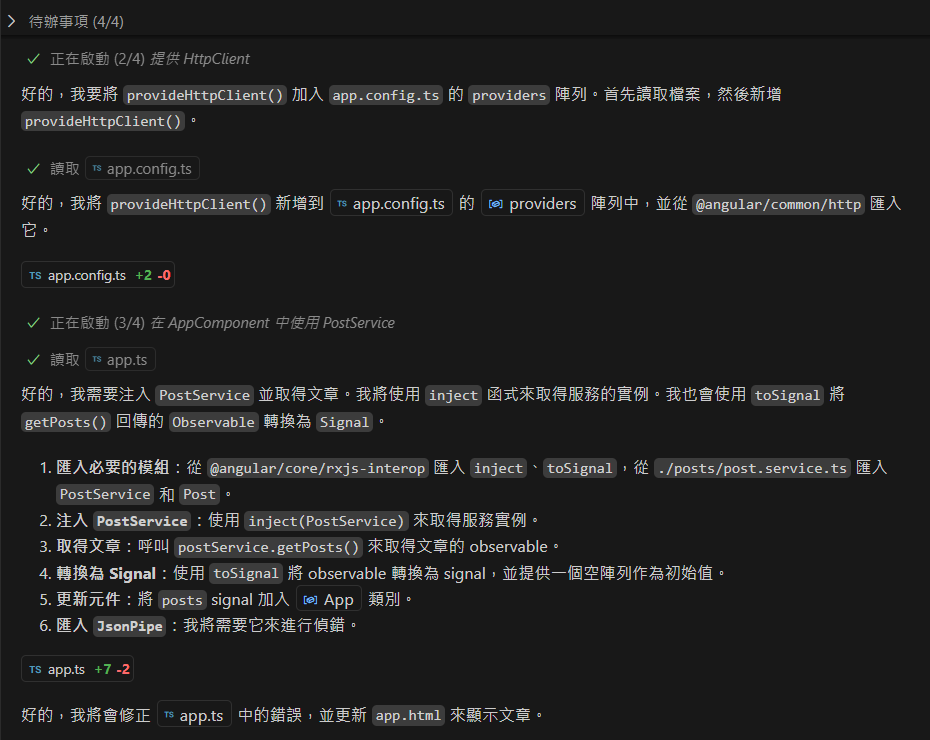 待辦事項 (4/4)
正在啟動 (2/4) 提供 HttpClient
好的，我要將 provideHttpClient() 加入 app.config.ts 的 providers 陣列。首先讀取檔案，然後新增
provideHttpClient() 。
讀取 TS app.config.ts
好的，我將 provideHttpClient() 新增到 TS app.config.ts 的 providers 陣列中，並從 @angular/common/http 匯入
它。
TS app.config.ts +2 -0
正在啟動 (3/4) 在 AppComponent 中使用 PostService
讀取 TS app.ts
好的，我需要注入 PostService 並取得文章。我將使用 inject 函式來取得服務的實例。我也會使用 toSignal 將
getPosts() 回傳的 Observable 轉換為 Signal 。
1. 匯入必要的模組：從 @angular/core/rxjs-interop 匯入 inject 、 toSignal ，從 ./posts/post.service.ts 匯入
PostService 和 Post 。
2. 注入 PostService ：使用 inject(PostService) 來取得服務實例。
3. 取得文章：呼叫 postService.getPosts() 來取得文章的 observable。
4. 轉換為 Signal：使用 toSignal 將 observable 轉換為 signal，並提供一個空陣列作為初始值。
5. 更新元件：將 posts signal 加入 App 類別。
6. 匯入 JsonPipe ：我將需要它來進行偵錯。
TS app.ts +7 -2
好的，我將會修正 TS app.ts 中的錯誤，並更新 app.html 來顯示文章。